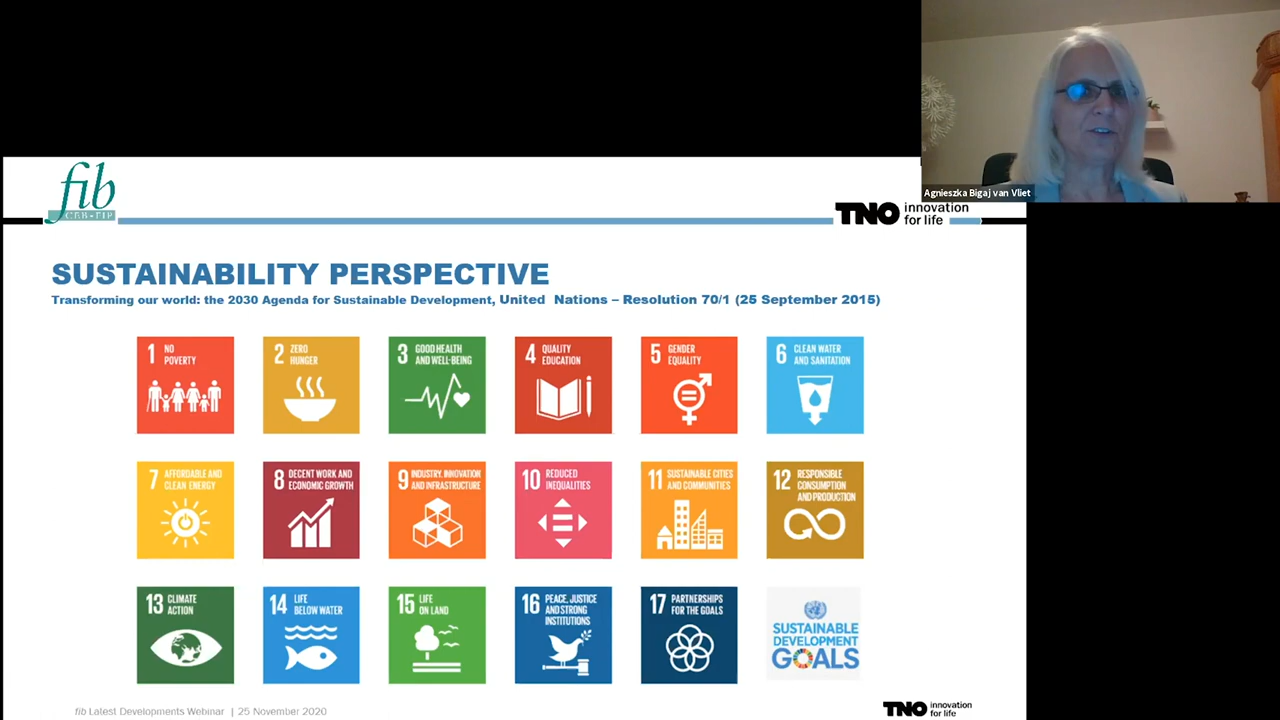 Agnieszka Bigaj van Vliet
fib
CEB-FIP
TNO innovation
for life
SUSTAINABILITY PERSPECTIVE
Transforming our world: the 2030 Agenda for Sustainable Development, United Nations – Resolution 70/1 (25 September 2015)
1 NO
POVERTY
2 ZERO
HUNGER
3 GOOD HEALTH
AND WELL-BEING
4 QUALITY
EDUCATION
5 GENDER
EQUALITY
6 CLEAN WATER
AND SANITATION
7 AFFORDABLE AND
CLEAN ENERGY
8 DECENT WORK AND
ECONOMIC GROWTH
9 INDUSTRY, INNOVATION
AND INFRASTRUCTURE
10 REDUCED
INEQUALITIES
11 SUSTAINABLE CITIES
AND COMMUNITIES
12 RESPONSIBLE
CONSUMPTION
AND PRODUCTION
13 CLIMATE
ACTION
14 LIFE
BELOW WATER
15 LIFE
ON LAND
16 PEACE, JUSTICE
AND STRONG
INSTITUTIONS
17 PARTNERSHIPS
FOR THE GOALS
SUSTAINABLE
DEVELOPMENT
GOALS
fib Latest Developments Webinar | 25 November 2020
TNO innovation
for life